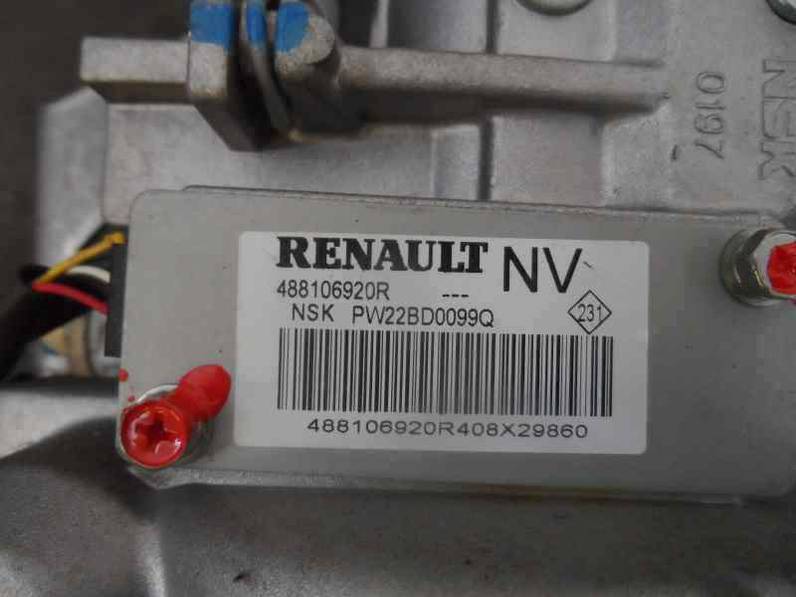 NSK
0197
RENAULT NV
488106920R ---
NSK PW22BD0099Q
231
488106920R408X29860